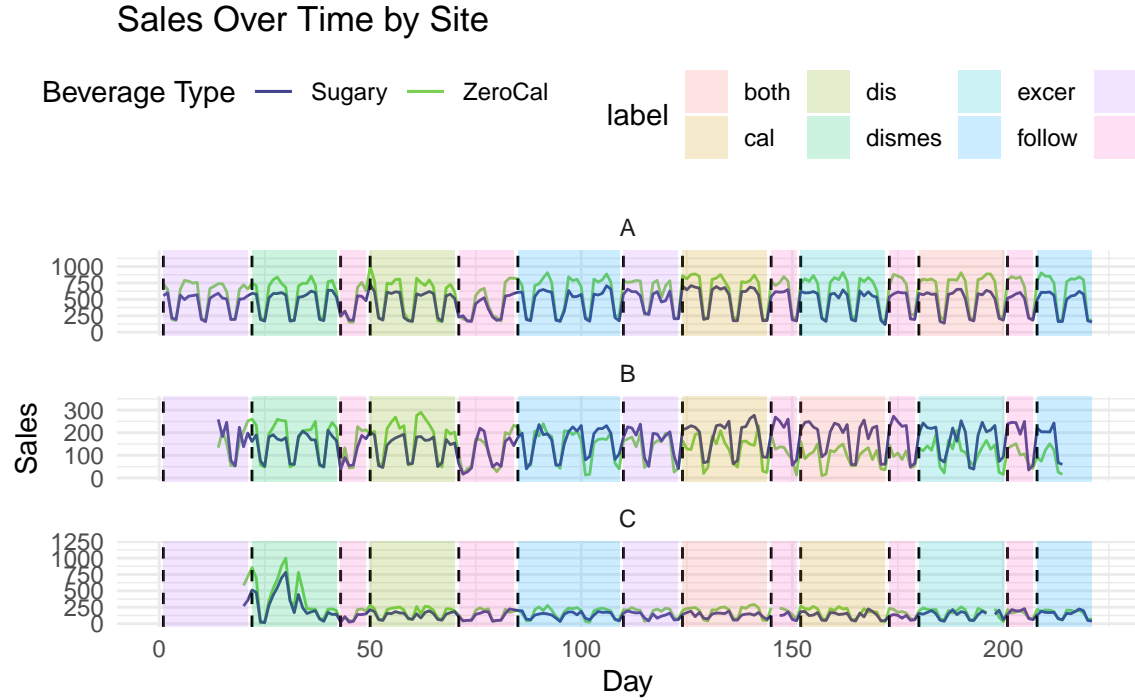 Sales Over Time by Site
Beverage Type Sugary ZeroCal
label both dis excer
cal dismes follow
A
1000
750
500
250
0
B
300
200
100
0
C
1250
1000
750
500
250
0
Sales
0 50 100 150 200
Day